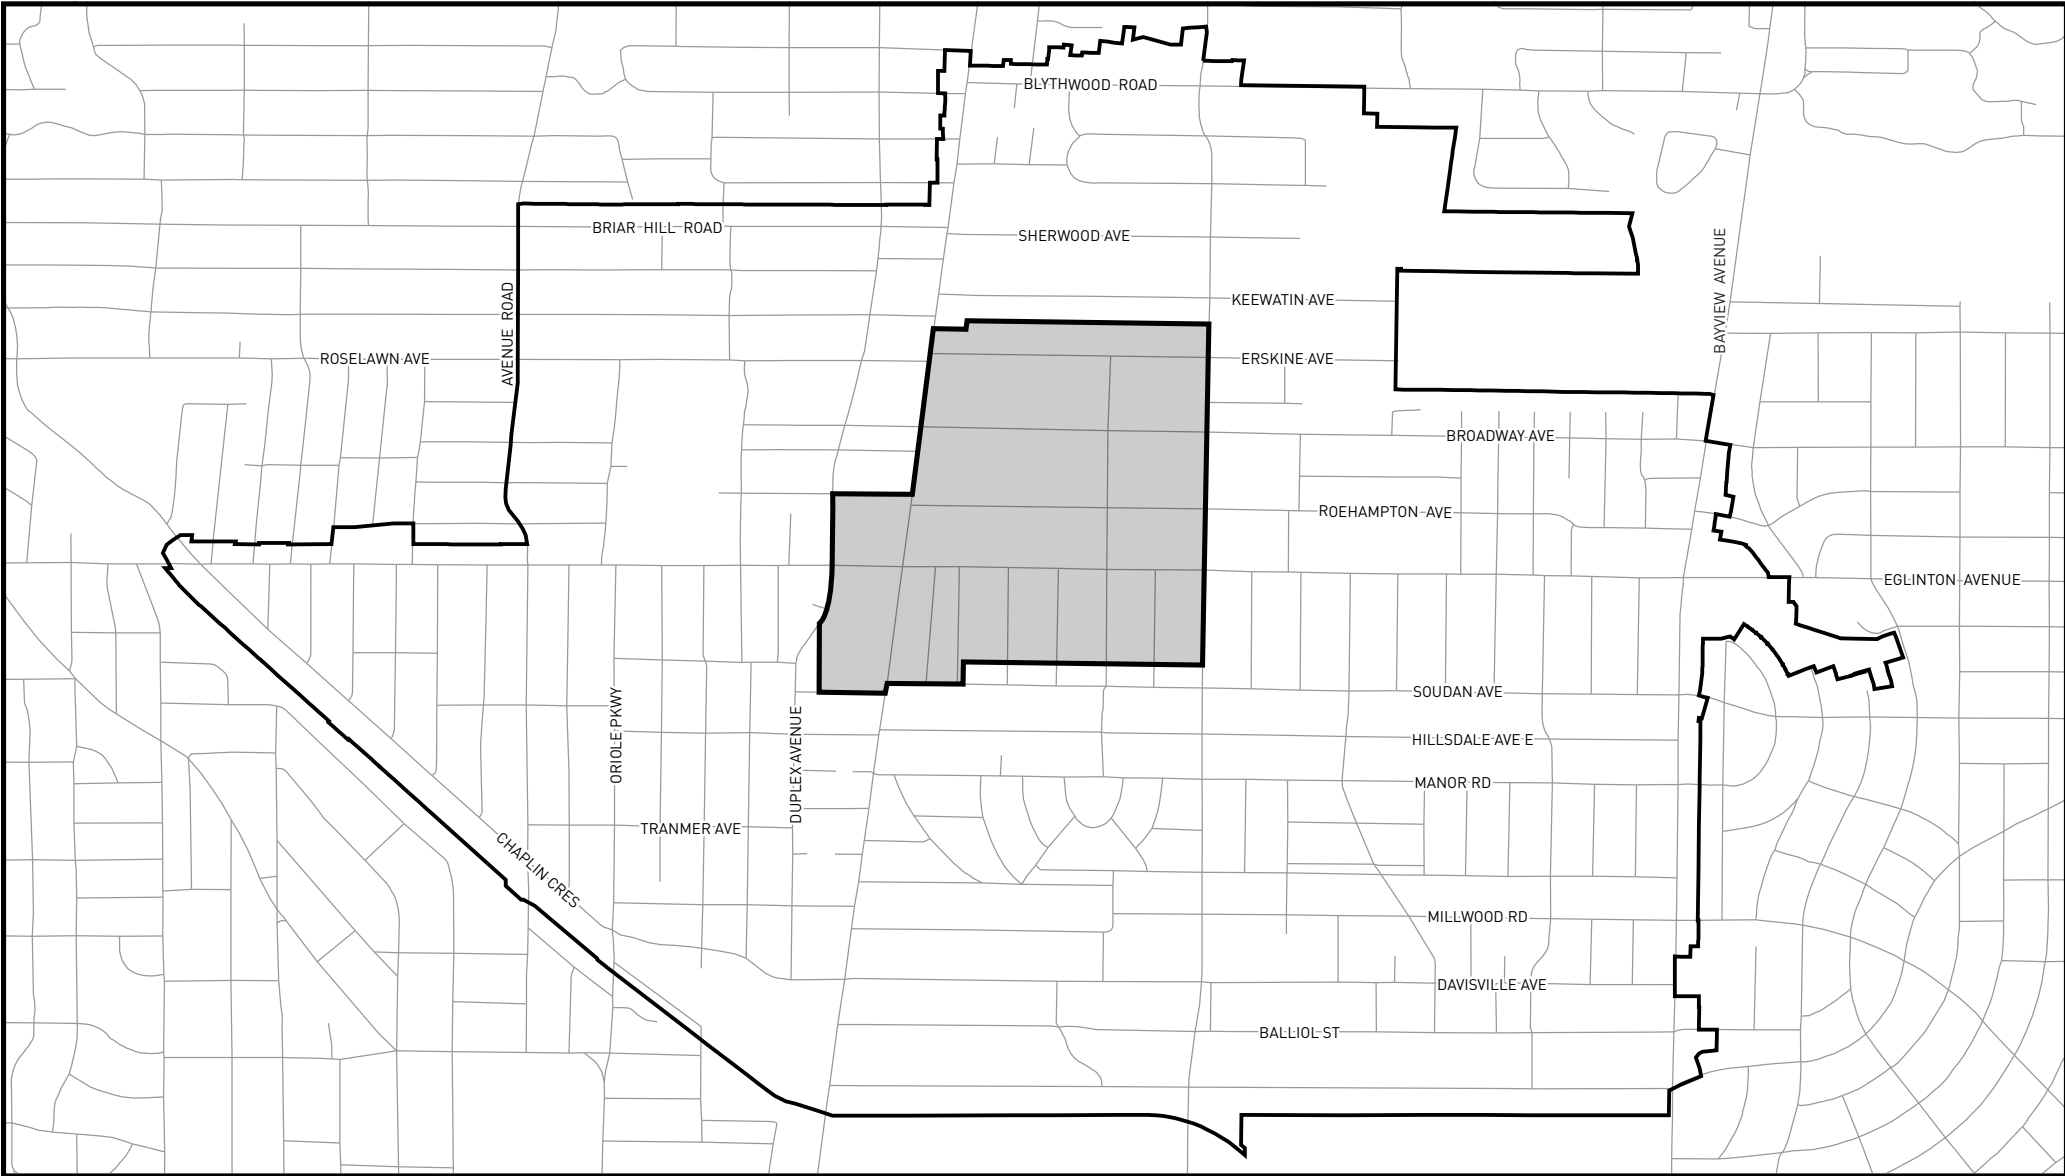 BLYTHWOOD ROAD
BRIAR HILL ROAD
SHERWOOD AVE
BAYVIEW AVENUE
KEEWATIN AVE
AVENUE ROAD
ROSELAWN AVE
ERSKINE AVE
BROADWAY AVE
ROEHAMPTON AVE
EGLINTON AVENUE
SOUDAN AVE
ORIOLE PKWY
DUPLEX AVENUE
HILLSDALE AVE E
MANOR RD
TRANMER AVE
CHAPLIN CRES
MILLWOOD RD
DAVISVILLE AVE
BALLIOL ST